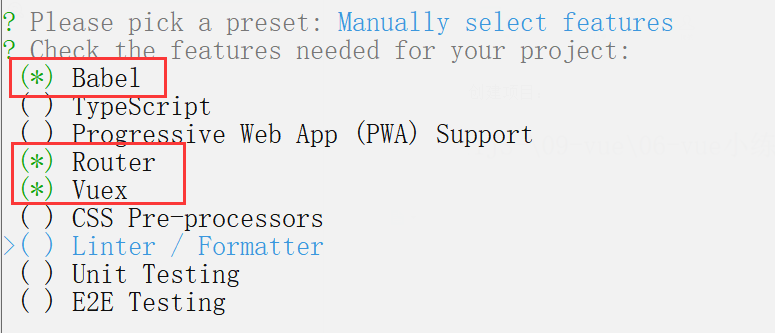 ? Please pick a preset: Manually select features
? Check the features needed for your project:
(*) Babel
( ) TypeScript
( ) Progressive Web App (PWA) Support
(*) Router
(*) Vuex
( ) CSS Pre-processors
>( ) Linter / Formatter
( ) Unit Testing
( ) E2E Testing